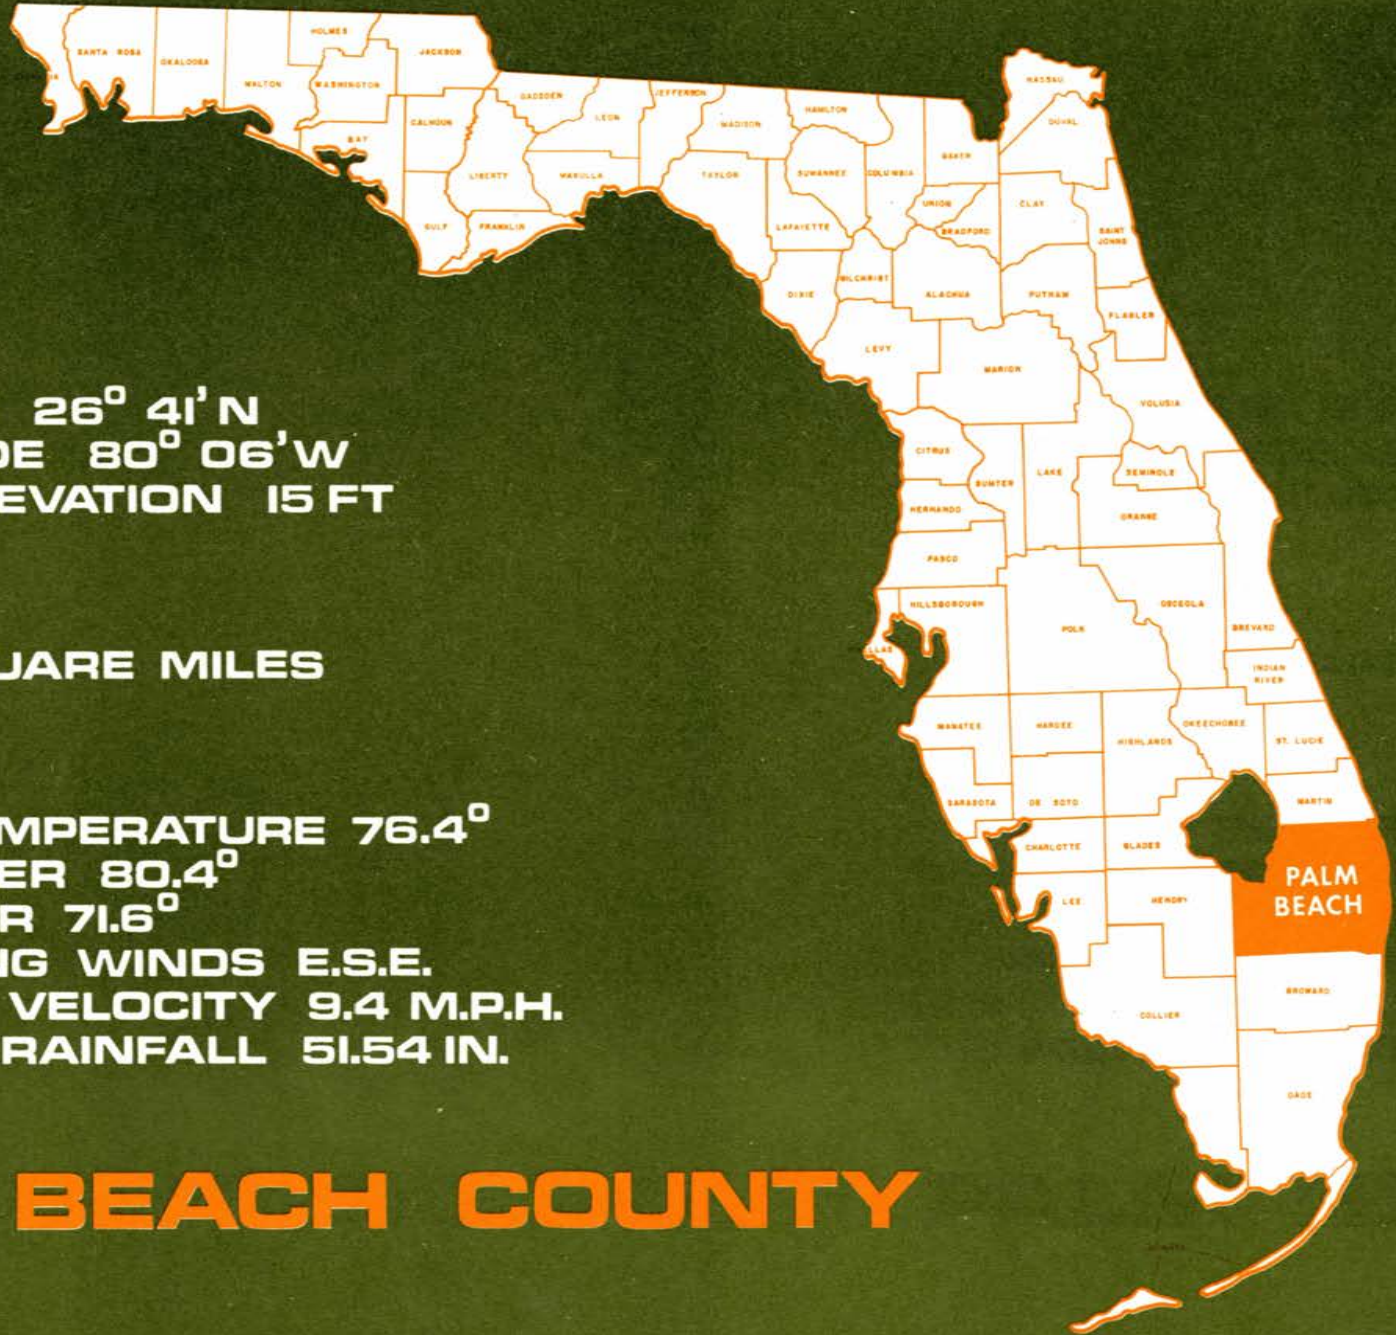 26° 41' N
DE 80° 06' W
EVATION 15 FT
UARE MILES
MPERATURE 76.4°
ER 80.4°
R 71.6°
NG WINDS E.S.E.
VELOCITY 9.4 M.P.H.
RAINFALL 51.54 IN.
BEACH COUNTY
SANTA ROSA
OKALOOSA
WALTON
HOLMES
WASHINGTON
JACKSON
BAY
CALHOUN
GULF
LIBERTY
FRANKLIN
GADSDEN
LEON
WAKULLA
JEFFERSON
MADISON
TAYLOR
HAMILTON
SUWANNEE
LAFAYETTE
DIXIE
COLUMBIA
GILCHRIST
BAKER
UNION
BRADFORD
ALACHUA
LEVY
NASSAU
DUVAL
CLAY
SAINT
JOHNS
PUTNAM
FLAGLER
MARION
VOLUSIA
CITRUS
SUMTER
LAKE
SEMINOLE
HERNANDO
ORANGE
PASCO
HILLSBOROUGH
POLK
OSCEOLA
BREVARD
LLAS
INDIAN
RIVER
MANATEE
HARDEE
HIGHLANDS
OKEECHOBEE
ST. LUCIE
SARASOTA
DE SOTO
MARTIN
CHARLOTTE
GLADES
PALM
BEACH
LEE
HENDRY
BROWARD
COLLIER
DADE